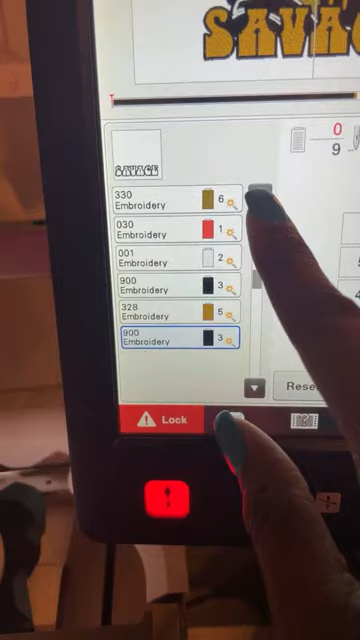 SAVA
0
9
SAVAGE
330
Embroidery
6
030
Embroidery
1
001
Embroidery
2
900
Embroidery
3
328
Embroidery
5
900
Embroidery
3
Rese
Lock